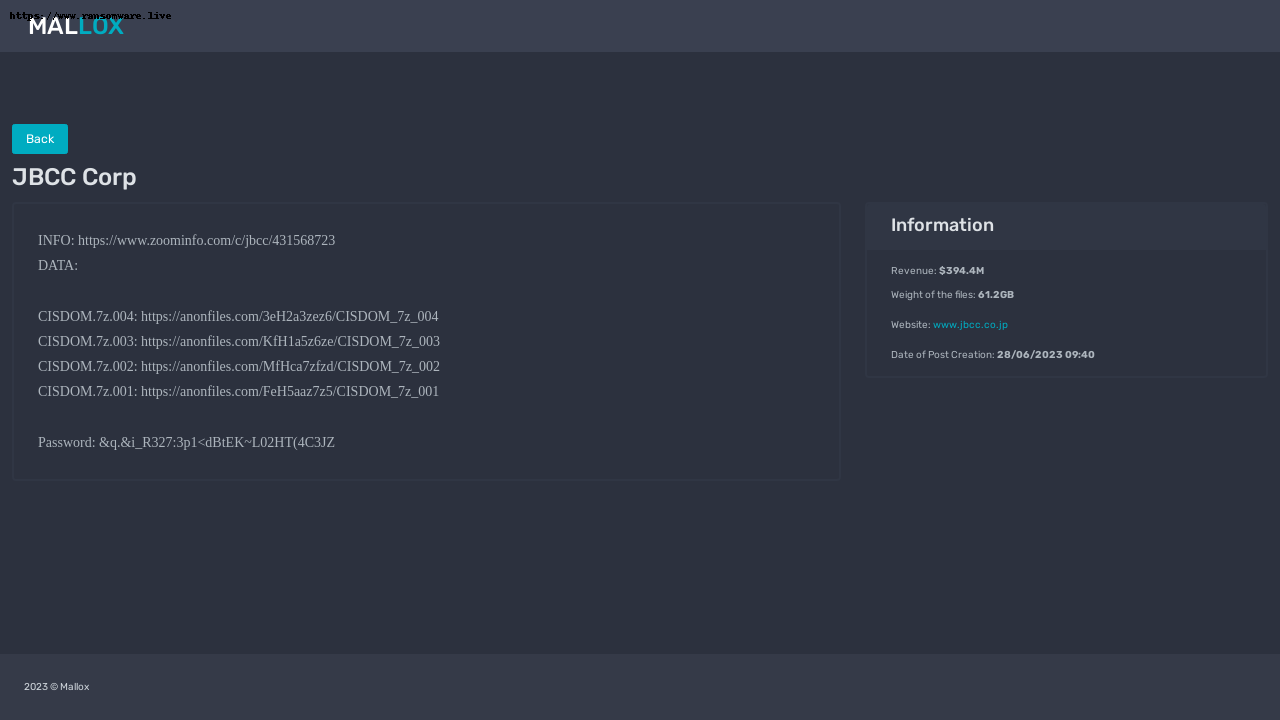 https://www.ransomware.live
MALLOX
Back
JBCC Corp
INFO: https://www.zoominfo.com/c/jbcc/431568723
DATA:
CISDOM.7z.004: https://anonfiles.com/3eH2a3zez6/CISDOM_7z_004
CISDOM.7z.003: https://anonfiles.com/KfH1a5z6ze/CISDOM_7z_003
CISDOM.7z.002: https://anonfiles.com/MfHca7zfzd/CISDOM_7z_002
CISDOM.7z.001: https://anonfiles.com/FeH5aaz7z5/CISDOM_7z_001
Password: &q.&i_R327:3p1<dBtEK~L02HT(4C3JZ
Information
Revenue: $394.4M
Weight of the files: 61.2GB
Website: www.jbcc.co.jp
Date of Post Creation: 28/06/2023 09:40
2023 © Mallox